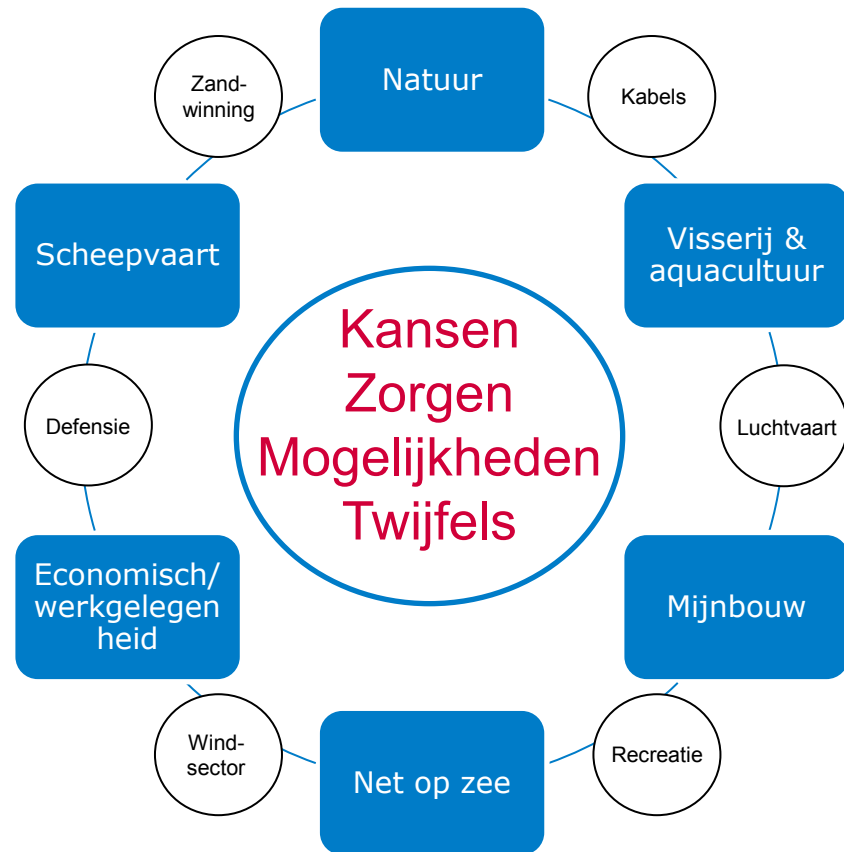 Natuur
Zand-
winning
Kabels
Scheepvaart
Visserij &
aquacultuur
Kansen
Zorgen
Mogelijkheden
Twijfels
Defensie
Luchtvaart
Economisch/
werkgelegen
heid
Mijnbouw
Wind-
sector
Net op zee
Recreatie